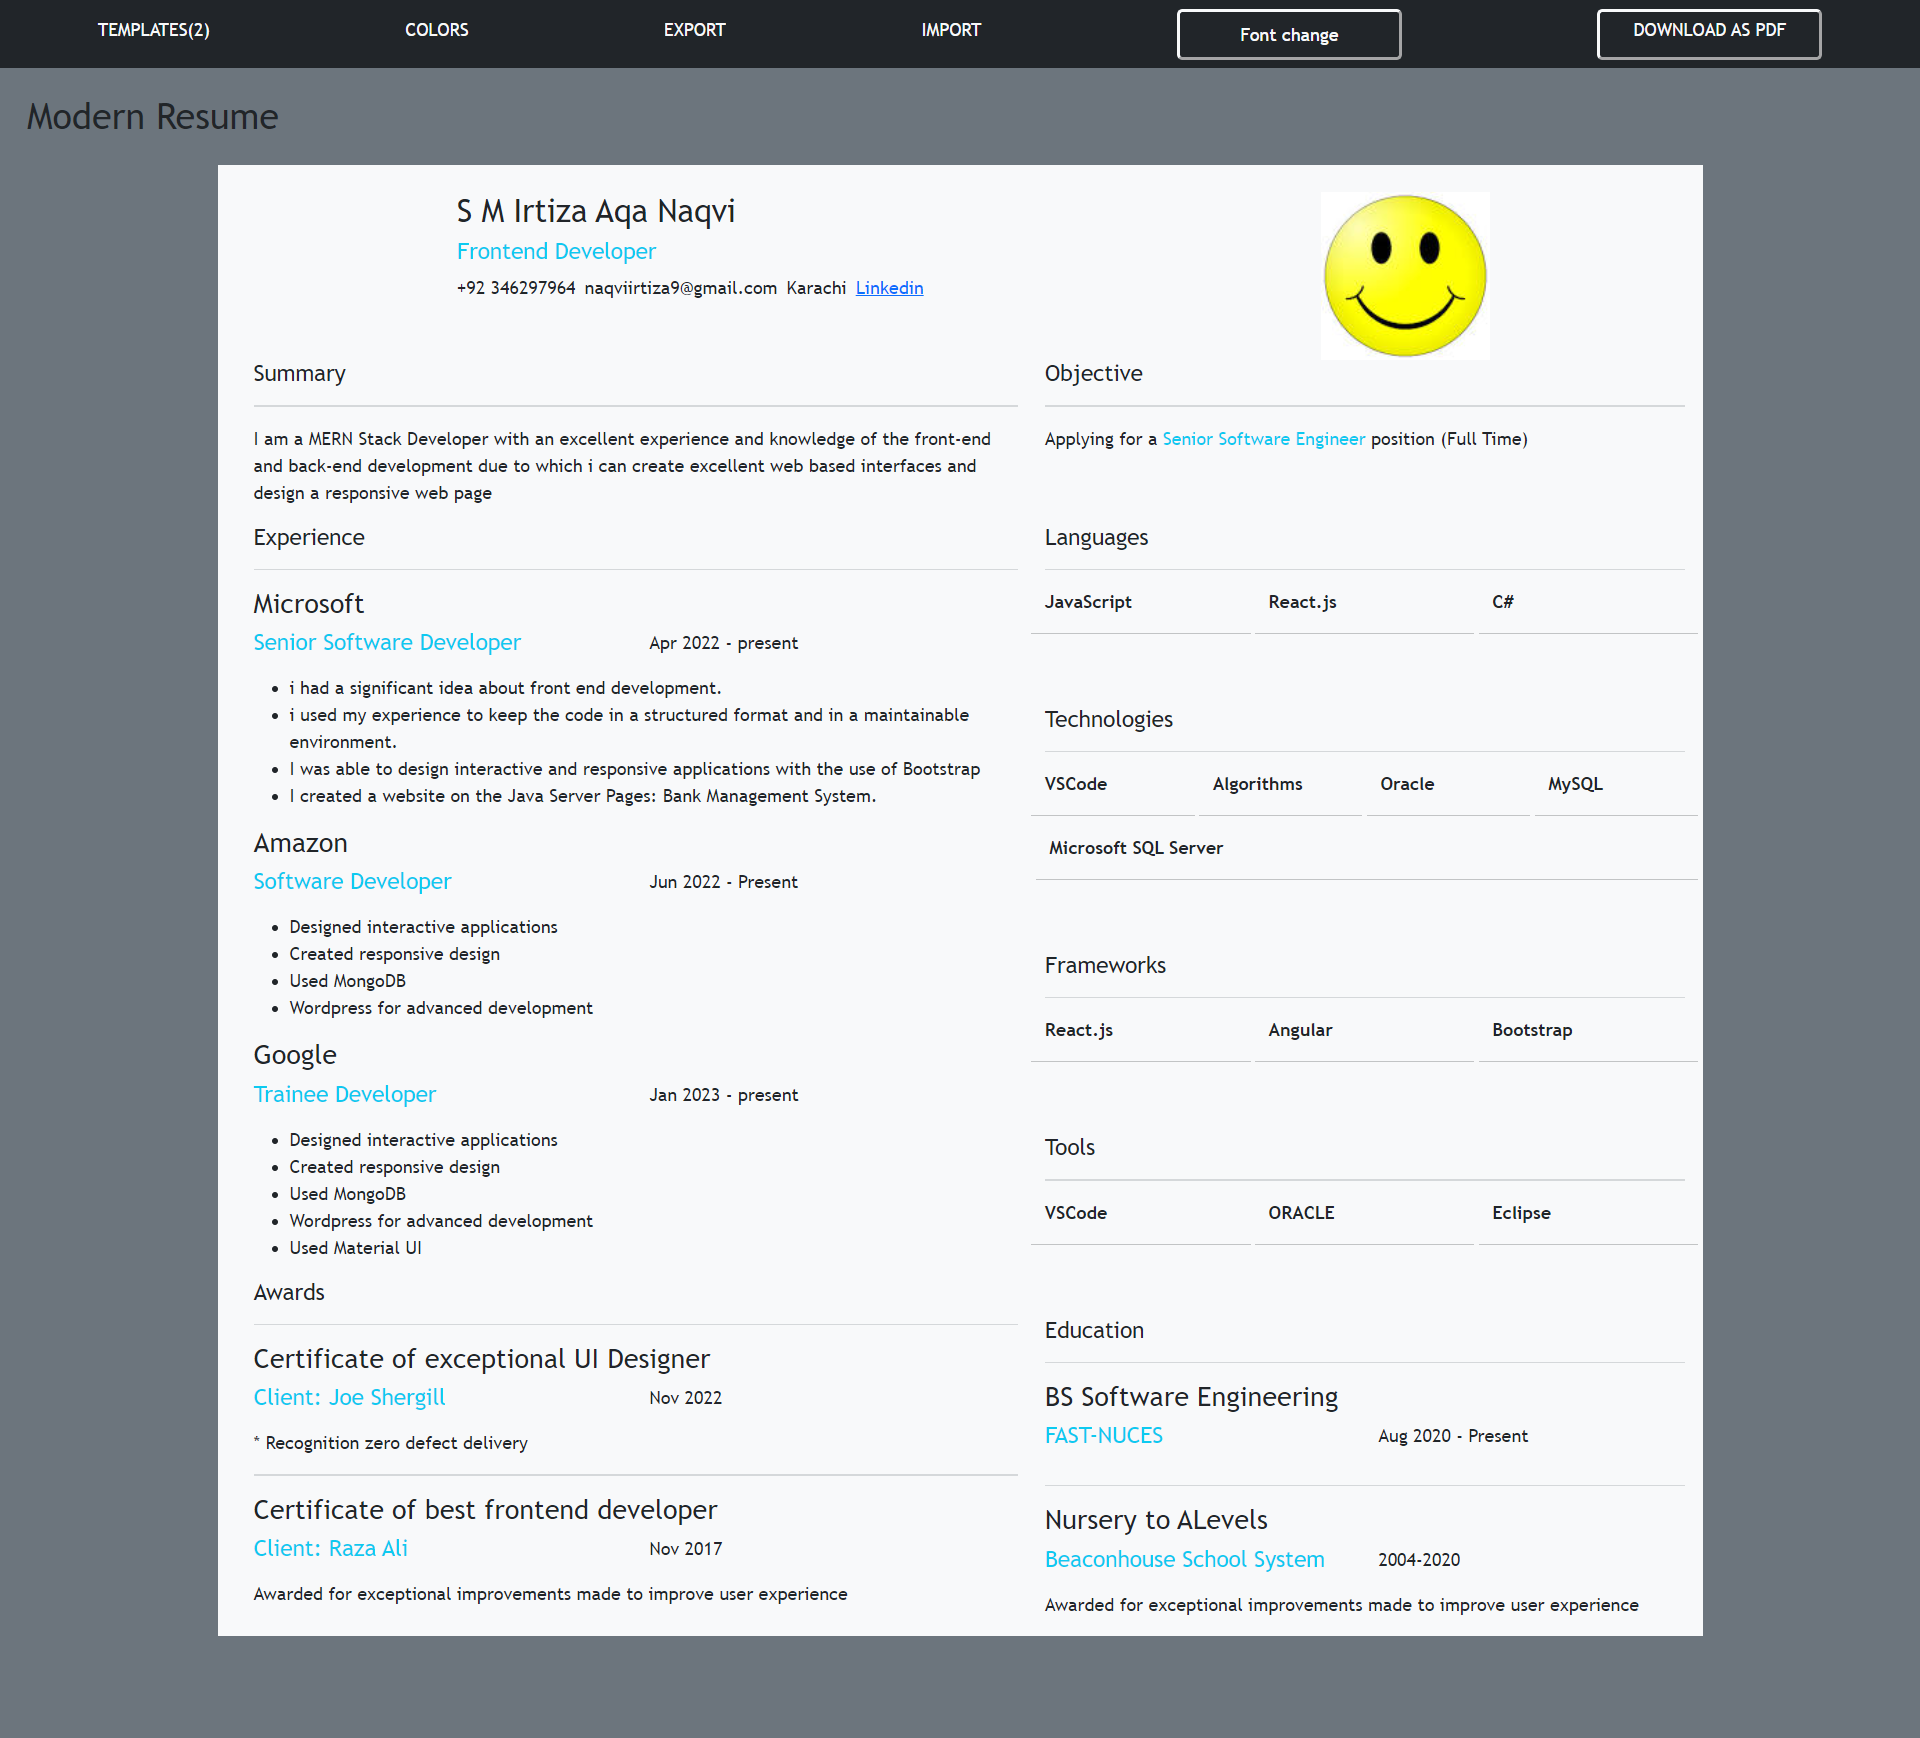 TEMPLATES(2)
COLORS
EXPORT
IMPORT
Font change
DOWNLOAD AS PDF
Modern Resume
S M Irtiza Aqa Naqvi
Frontend Developer
+92 346297964 naqviirtiza9@gmail.com Karachi Linkedin
Summary
I am a MERN Stack Developer with an excellent experience and knowledge of the front-end
and back-end development due to which i can create excellent web based interfaces and
design a responsive web page
Objective
Applying for a Senior Software Engineer position (Full Time)
Experience
Microsoft
Senior Software Developer Apr 2022 - present
• i had a significant idea about front end development.
• i used my experience to keep the code in a structured format and in a maintainable
environment.
• I was able to design interactive and responsive applications with the use of Bootstrap
• I created a website on the Java Server Pages: Bank Management System.
Amazon
Software Developer Jun 2022 - Present
• Designed interactive applications
• Created responsive design
• Used MongoDB
• Wordpress for advanced development
Google
Trainee Developer Jan 2023 - present
• Designed interactive applications
• Created responsive design
• Used MongoDB
• Wordpress for advanced development
• Used Material UI
Awards
Certificate of exceptional UI Designer
Client: Joe Shergill Nov 2022
* Recognition zero defect delivery
Certificate of best frontend developer
Client: Raza Ali Nov 2017
Awarded for exceptional improvements made to improve user experience
Languages
JavaScript React.js C#
Technologies
VSCode Algorithms Oracle MySQL
Microsoft SQL Server
Frameworks
React.js Angular Bootstrap
Tools
VSCode ORACLE Eclipse
Education
BS Software Engineering
FAST-NUCES Aug 2020 - Present
Nursery to ALevels
Beaconhouse School System 2004-2020
Awarded for exceptional improvements made to improve user experience